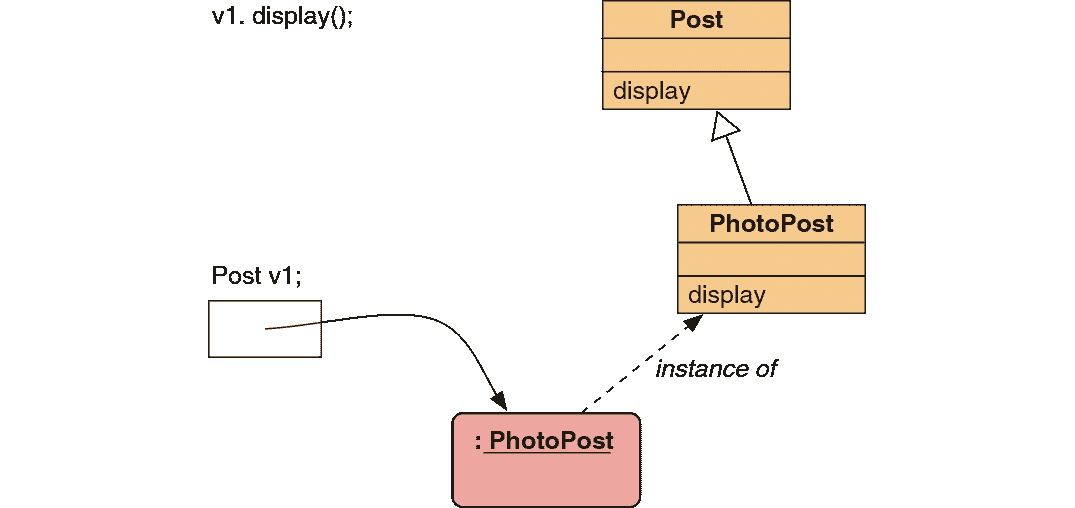 v1. display();
Post
display
PhotoPost
display
Post v1;
instance of
: PhotoPost